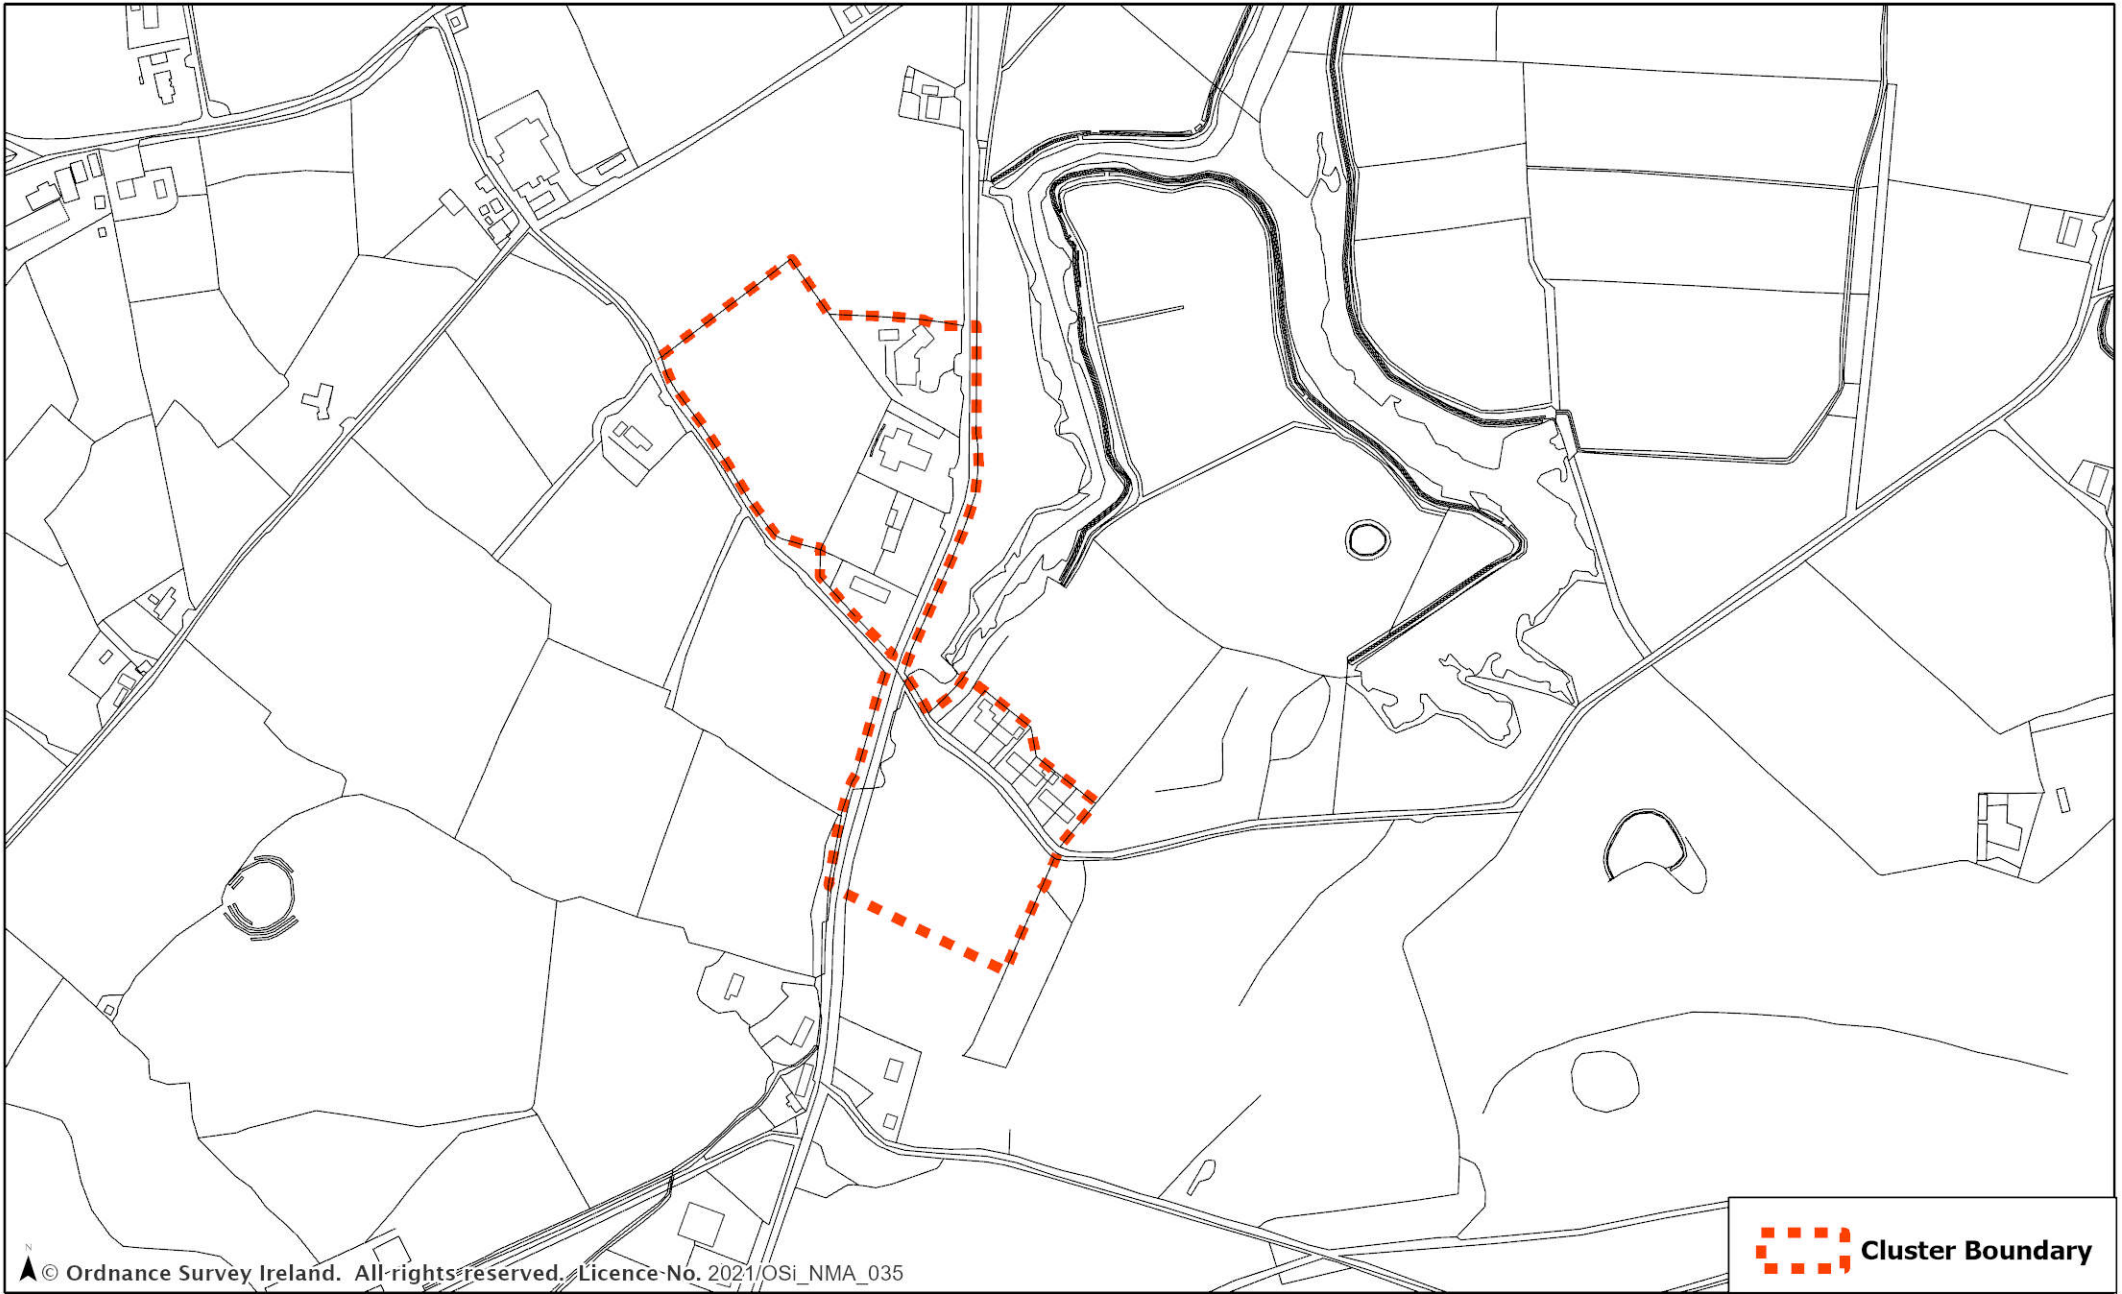 Cluster Boundary
N
© Ordnance Survey Ireland. All rights reserved. Licence No. 2021/OSi_NMA_035